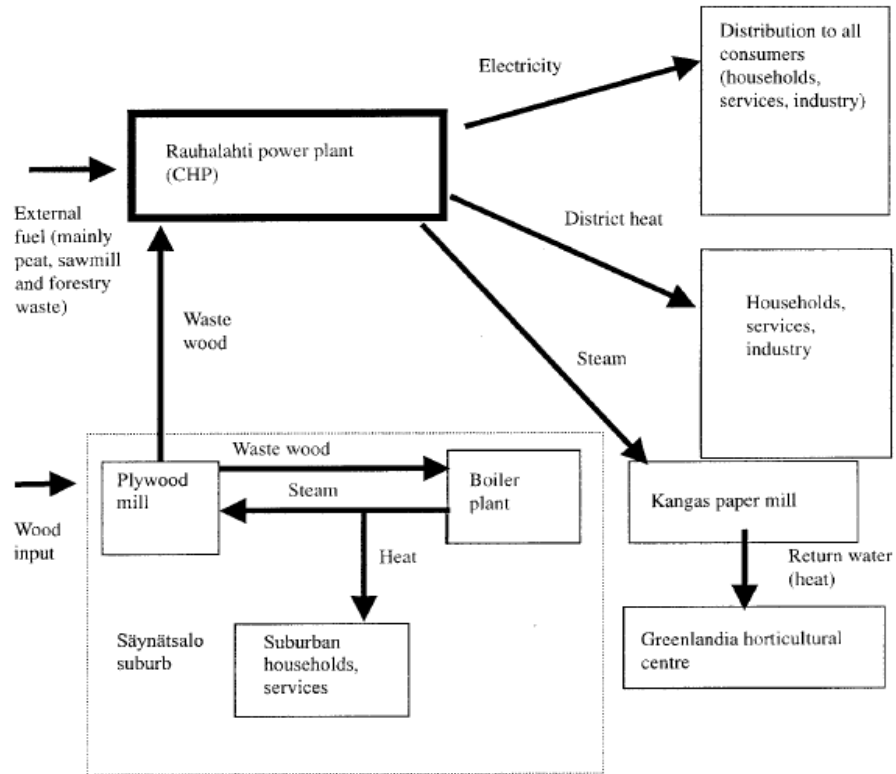 Distribution to all
consumers
(households,
services, industry)
Electricity
Rauhalahti power plant
(CHP)
External
fuel (mainly
peat, sawmill
and forestry
waste)
District heat
Waste
wood
Households,
services,
industry
Steam
Waste wood
Plywood
mill
Steam
Boiler
plant
Kangas paper mill
Wood
input
Heat
Return water
(heat)
Säynätsalo
suburb
Suburban
households,
services
Greenlandia horticultural
centre